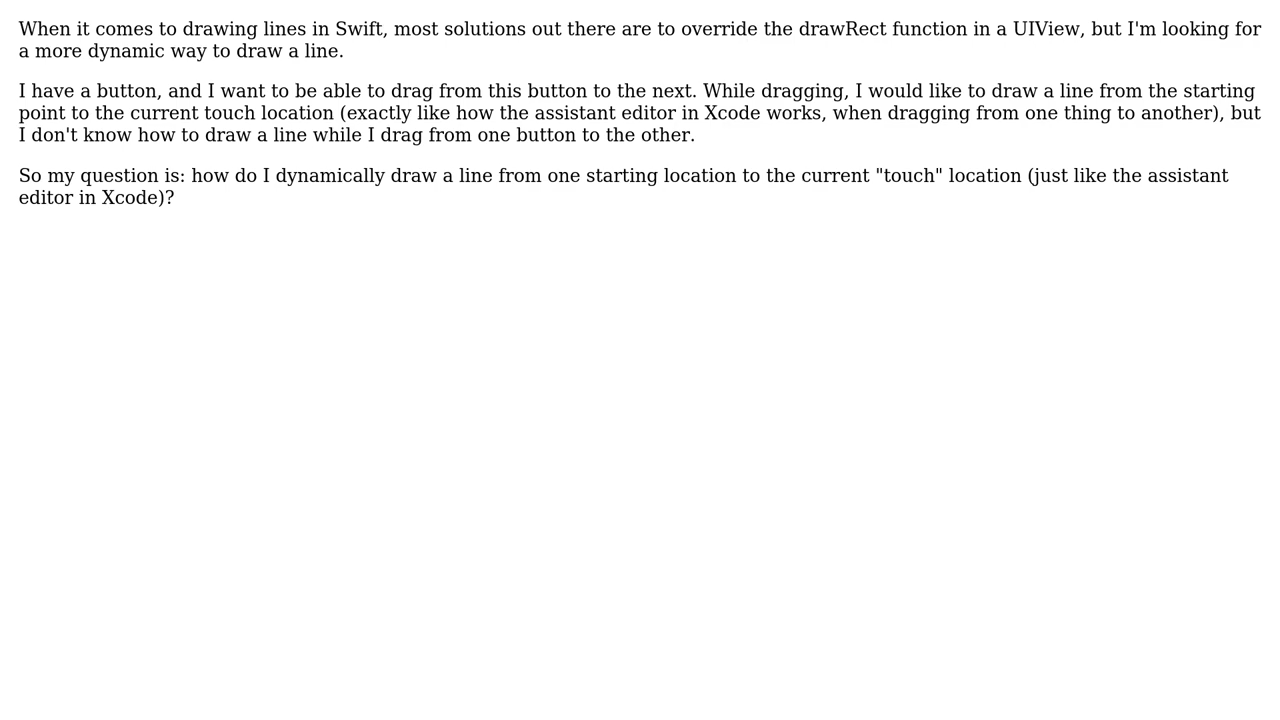 When it comes to drawing lines in Swift, most solutions out there are to override the drawRect function in a UIView, but I'm looking for
a more dynamic way to draw a line.
I have a button, and I want to be able to drag from this button to the next. While dragging, I would like to draw a line from the starting
point to the current touch location (exactly like how the assistant editor in Xcode works, when dragging from one thing to another), but
I don't know how to draw a line while I drag from one button to the other.
So my question is: how do I dynamically draw a line from one starting location to the current "touch" location (just like the assistant
editor in Xcode)?